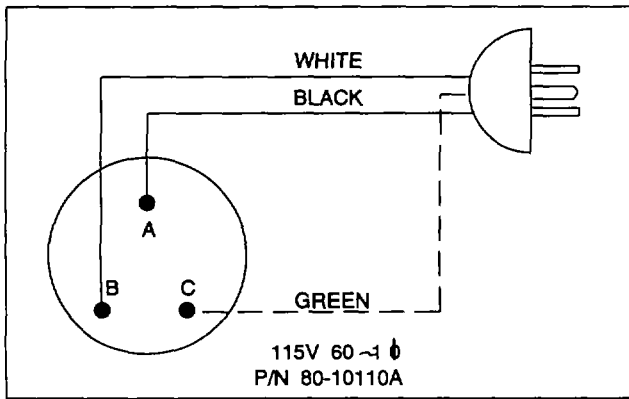 WHITE
BLACK
A
B C
GREEN
115V 60 ~ 1 ϕ
P/N 80-10110A